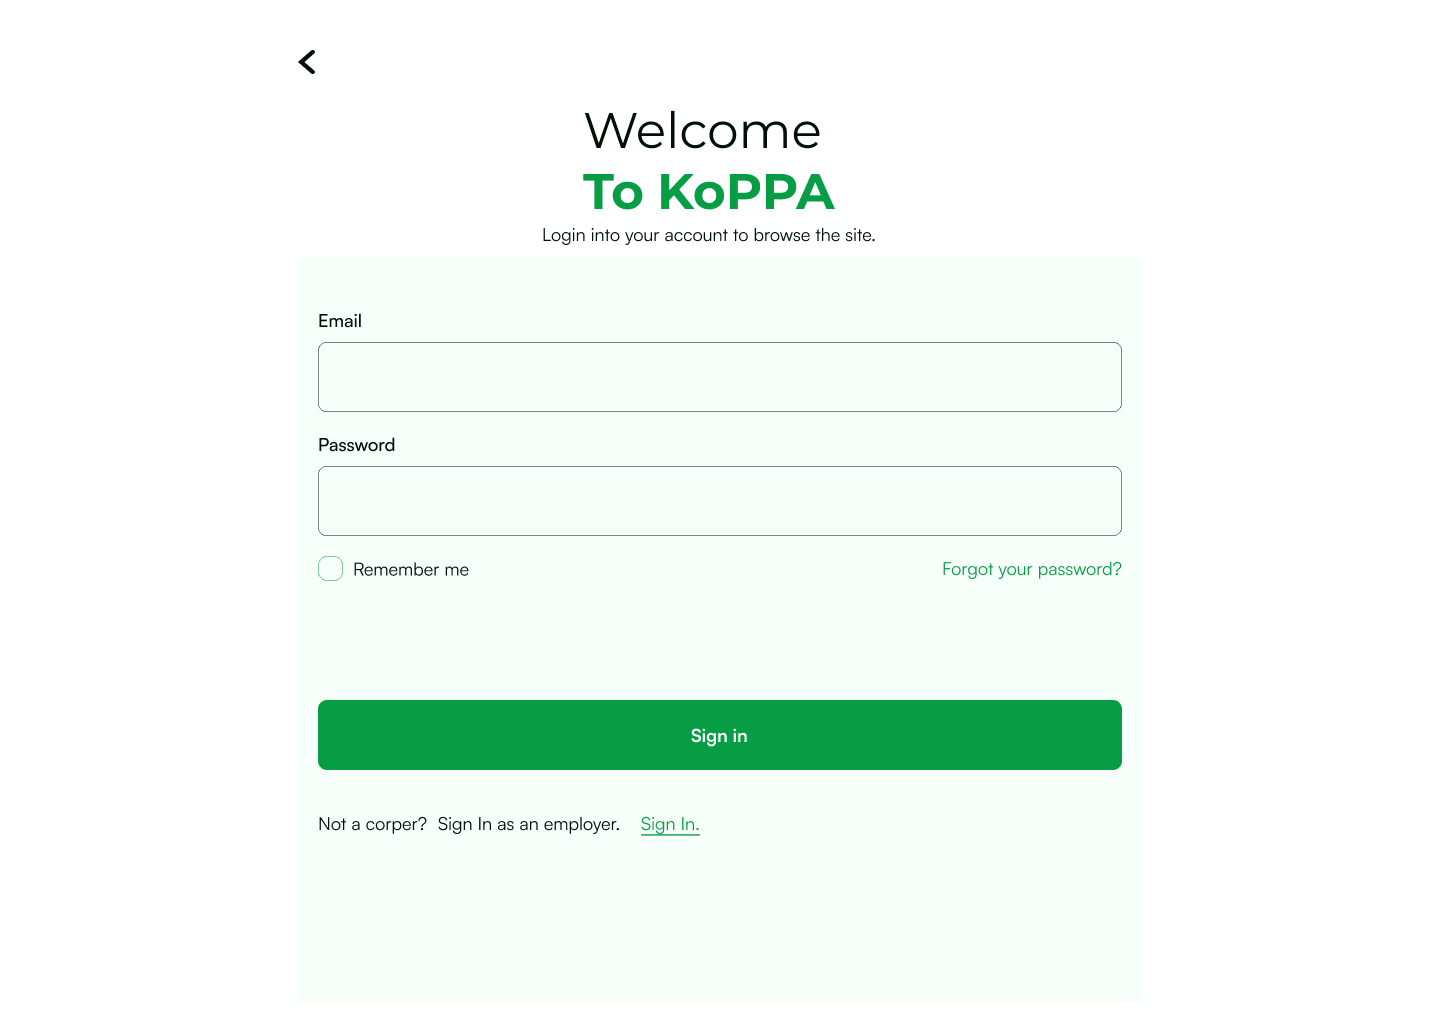 Welcome
To KoPPA
Login into your account to browse the site.
Email
Password
Remember me
Forgot your password?
Sign in
Not a corper? Sign In as an employer. Sign In.